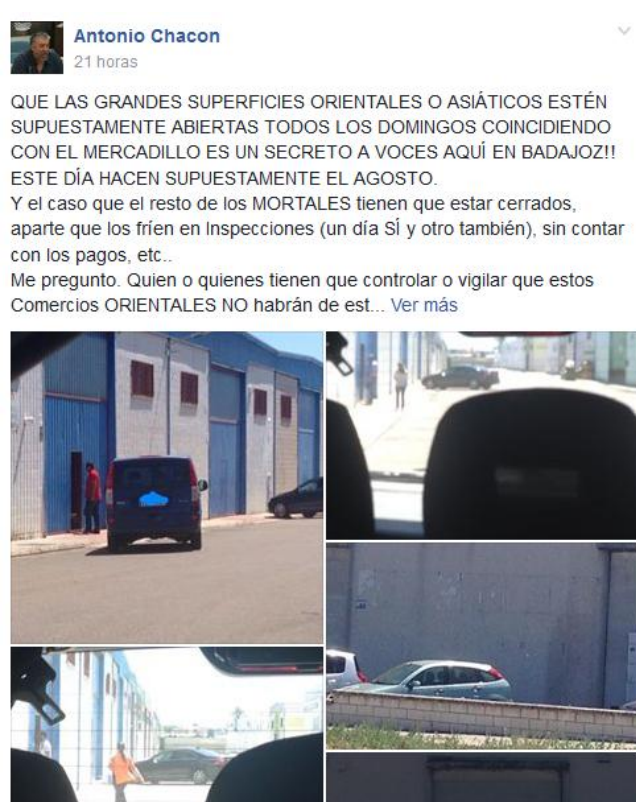 Antonio Chacon
21 horas
QUE LAS GRANDES SUPERFICIES ORIENTALES O ASIÁTICOS ESTÉN
SUPUESTAMENTE ABIERTAS TODOS LOS DOMINGOS COINCIDIENDO
CON EL MERCADILLO ES UN SECRETO A VOCES AQUÍ EN BADAJOZ!!
ESTE DÍA HACEN SUPUESTAMENTE EL AGOSTO.
Y el caso que el resto de los MORTALES tienen que estar cerrados,
aparte que los fríen en Inspecciones (un día SÍ y otro también), sin contar
con los pagos, etc..
Me pregunto. Quien o quienes tienen que controlar o vigilar que estos
Comercios ORIENTALES NO habrán de est... Ver más